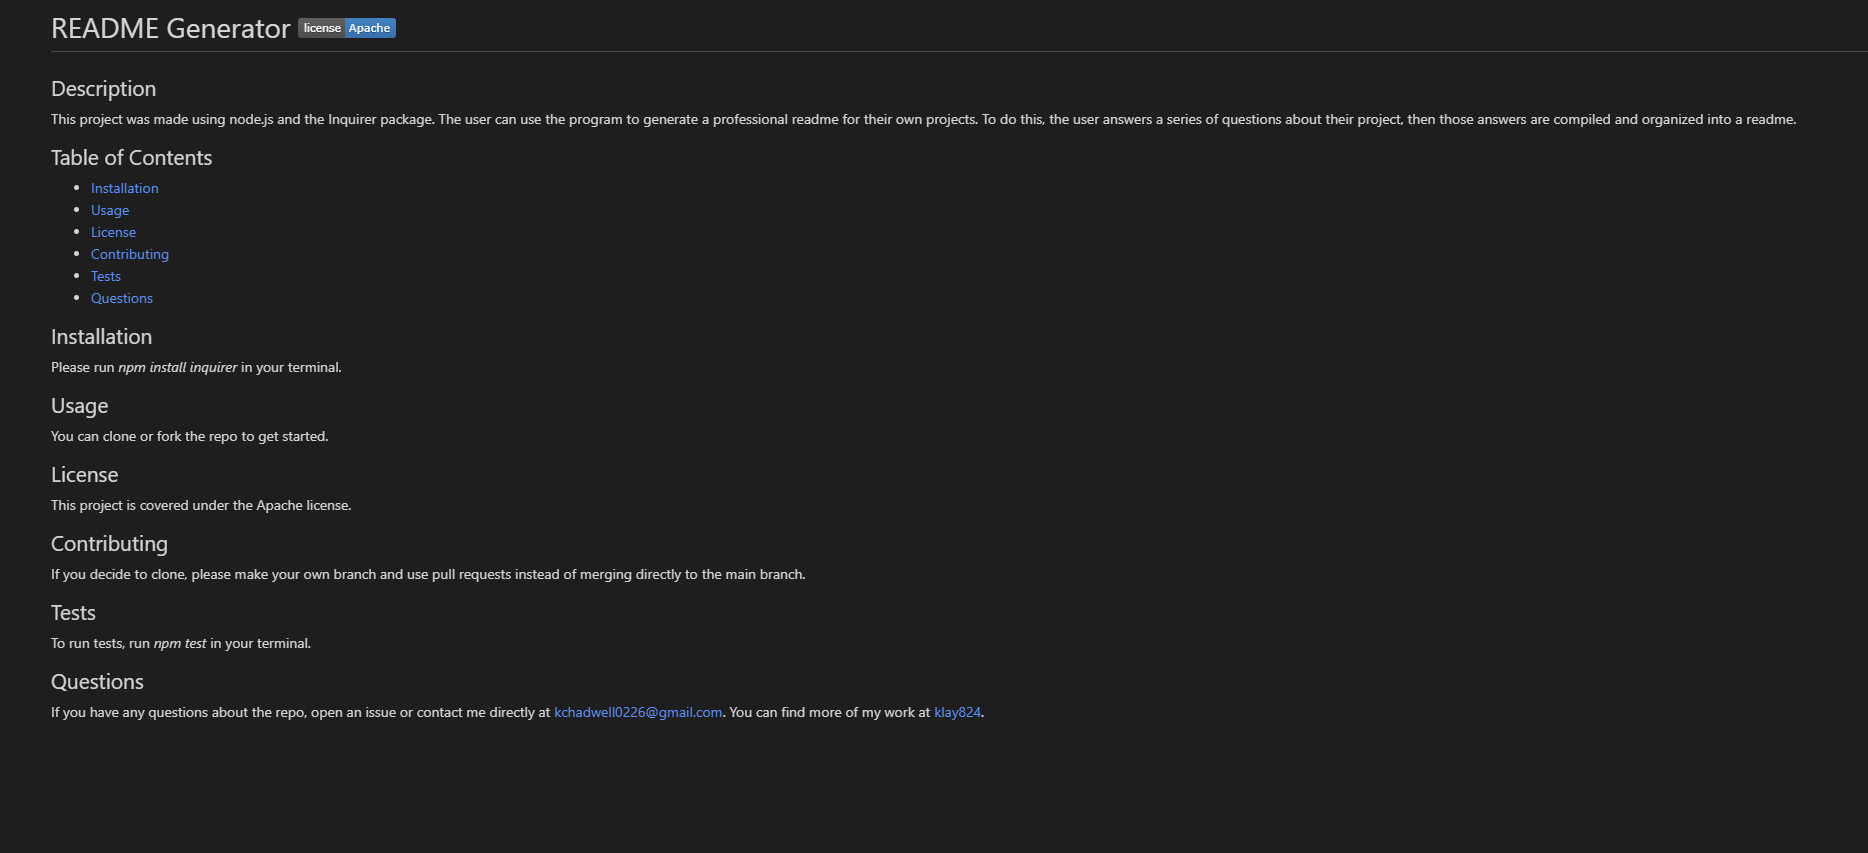 README Generator license Apache
Description
This project was made using node.js and the Inquirer package. The user can use the program to generate a professional readme for their own projects. To do this, the user answers a series of questions about their project, then those answers are compiled and organized into a readme.
Table of Contents
Installation
Usage
License
Contributing
Tests
Questions
Installation
Please run npm install inquirer in your terminal.
Usage
You can clone or fork the repo to get started.
License
This project is covered under the Apache license.
Contributing
If you decide to clone, please make your own branch and use pull requests instead of merging directly to the main branch.
Tests
To run tests, run npm test in your terminal.
Questions
If you have any questions about the repo, open an issue or contact me directly at kchadwell0226@gmail.com. You can find more of my work at klay824.